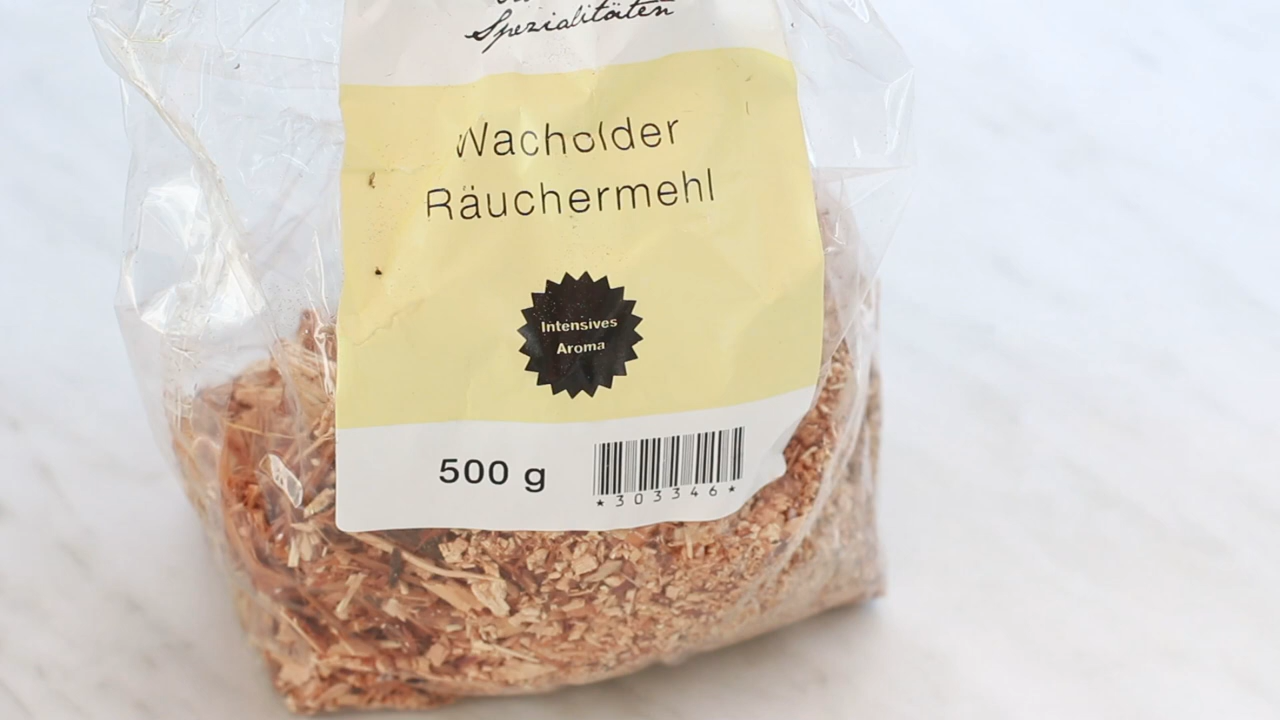 Spezialitäten
Wacholder
Räuchermehl
Intensives
Aroma
500 g
*303346*